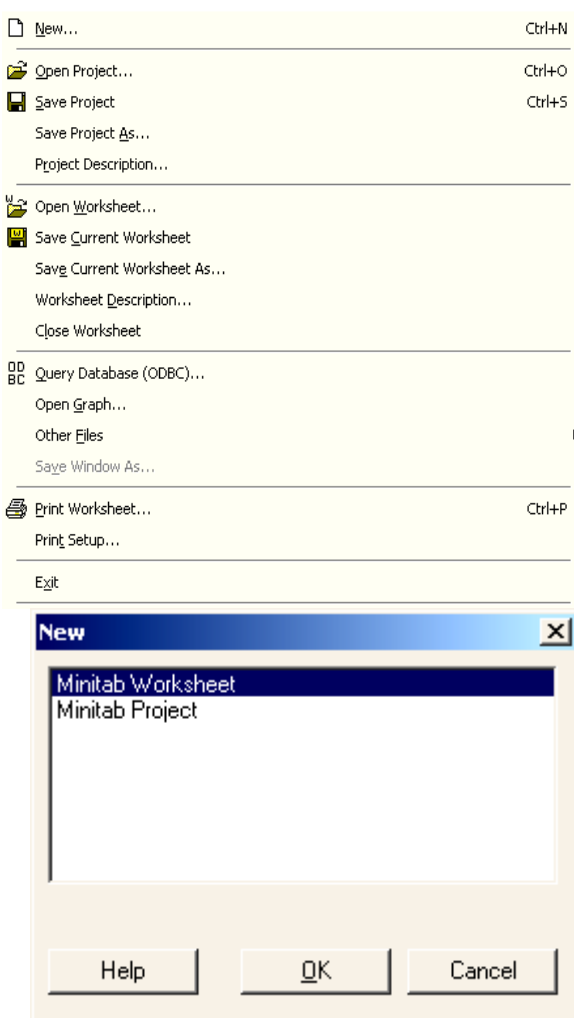 New... Ctrl+N
Open Project... Ctrl+O
Save Project Ctrl+S
Save Project As...
Project Description...
W Open Worksheet...
W Save Current Worksheet
Save Current Worksheet As...
Worksheet Description...
Close Worksheet
OD
BC Query Database (ODBC)...
Open Graph...
Other Files
Save Window As...
Print Worksheet... Ctrl+P
Print Setup...
Exit
New
Minitab Worksheet
Minitab Project
Help OK Cancel